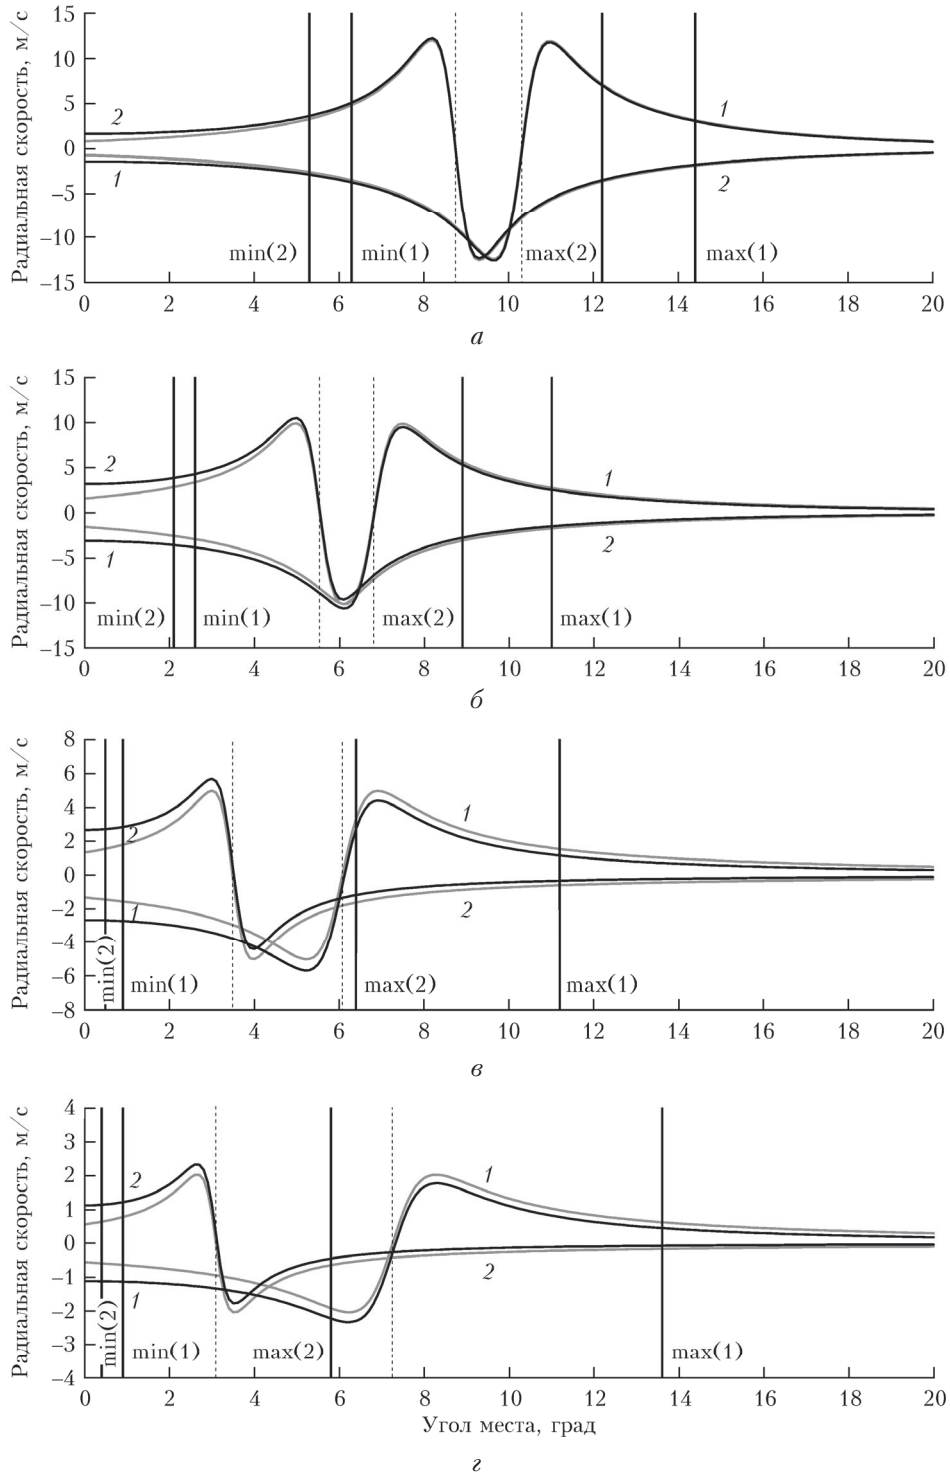 Радиальная скорость, м/с
15
10
5
0
−5
−10
−15
2
1
1
2
min(2)
min(1)
max(2)
max(1)
0 2 4 6 8 10 12 14 16 18 20
а
Радиальная скорость, м/с
15
10
5
0
−5
−10
−15
2
1
1
2
min(2)
min(1)
max(2)
max(1)
0 2 4 6 8 10 12 14 16 18 20
б
Радиальная скорость, м/с
8
6
4
2
0
−2
−4
−6
−8
2
1
1
2
min(2)
min(1)
max(2)
max(1)
0 2 4 6 8 10 12 14 16 18 20
в
Радиальная скорость, м/с
4
3
2
1
0
−1
−2
−3
−4
2
1
1
2
min(2)
min(1)
max(2)
max(1)
0 2 4 6 8 10 12 14 16 18 20
Угол места, град
г